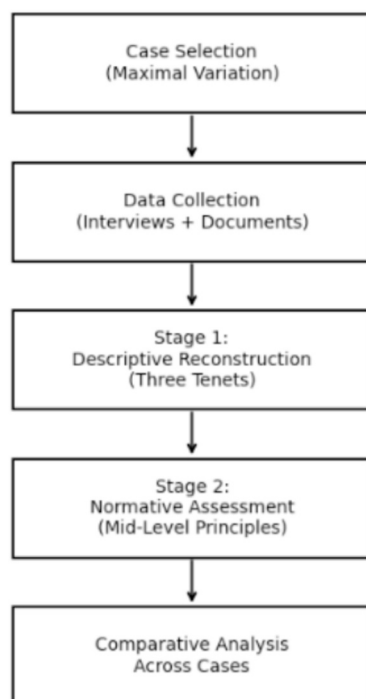 Case Selection
(Maximal Variation)
Data Collection
(Interviews + Documents)
Stage 1:
Descriptive Reconstruction
(Three Tenets)
Stage 2:
Normative Assessment
(Mid-Level Principles)
Comparative Analysis
Across Cases